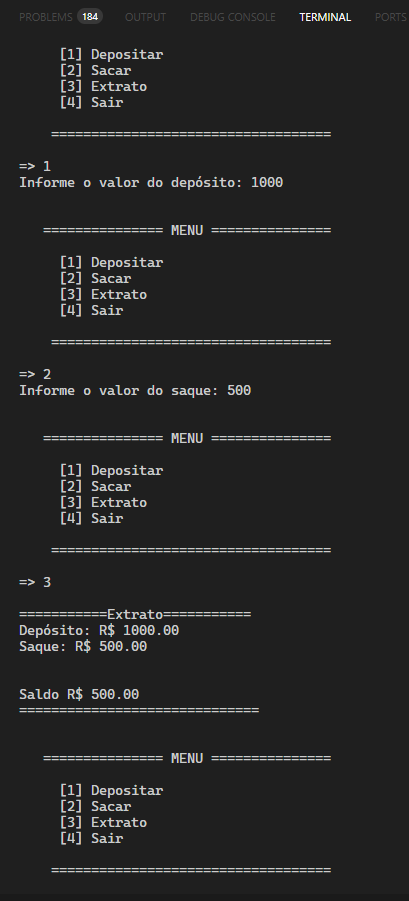 PROBLEMS 184 OUTPUT DEBUG CONSOLE TERMINAL PORTS
[1] Depositar
[2] Sacar
[3] Extrato
[4] Sair
===================================
=> 1
Informe o valor do depósito: 1000
=============== MENU ===============
[1] Depositar
[2] Sacar
[3] Extrato
[4] Sair
===================================
=> 2
Informe o valor do saque: 500
=============== MENU ===============
[1] Depositar
[2] Sacar
[3] Extrato
[4] Sair
===================================
=> 3
===========Extrato===========
Depósito: R$ 1000.00
Saque: R$ 500.00
Saldo R$ 500.00
==============================
=============== MENU ===============
[1] Depositar
[2] Sacar
[3] Extrato
[4] Sair
===================================